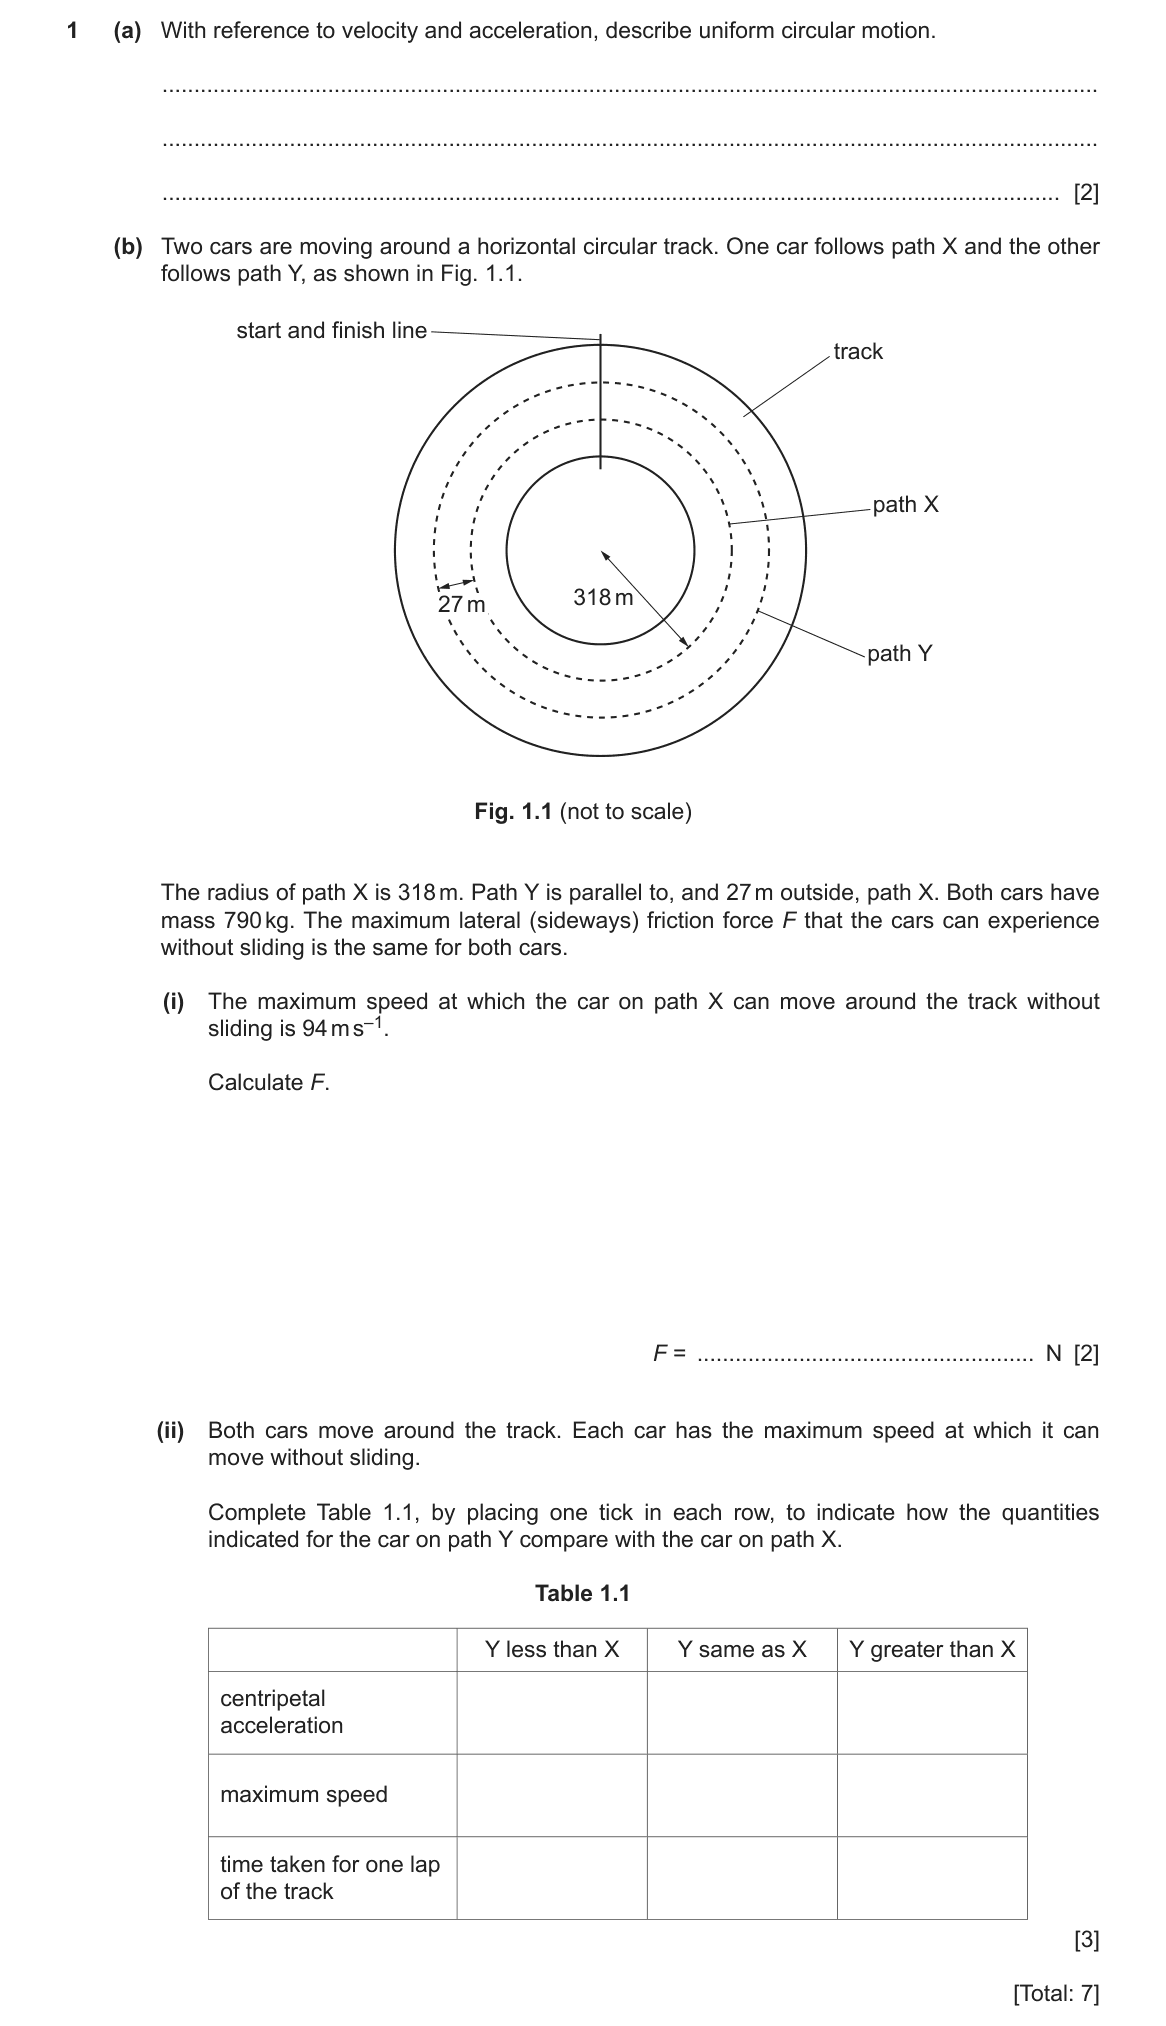 1 (a) With reference to velocity and acceleration, describe uniform circular motion.
..........................................................................................................................................
..........................................................................................................................................
.................................................................................................................................... [2]
(b) Two cars are moving around a horizontal circular track. One car follows path X and the other
follows path Y, as shown in Fig. 1.1.
start and finish line
track
path X
27 m
318 m
path Y
Fig. 1.1 (not to scale)
The radius of path X is 318 m. Path Y is parallel to, and 27 m outside, path X. Both cars have
mass 790 kg. The maximum lateral (sideways) friction force F that the cars can experience
without sliding is the same for both cars.
(i) The maximum speed at which the car on path X can move around the track without
sliding is 94 m s⁻¹.
Calculate F.
F = .................................................... N [2]
(ii) Both cars move around the track. Each car has the maximum speed at which it can
move without sliding.
Complete Table 1.1, by placing one tick in each row, to indicate how the quantities
indicated for the car on path Y compare with the car on path X.
Table 1.1
Y less than X Y same as X Y greater than X
centripetal
acceleration
maximum speed
time taken for one lap
of the track
[3]
[Total: 7]